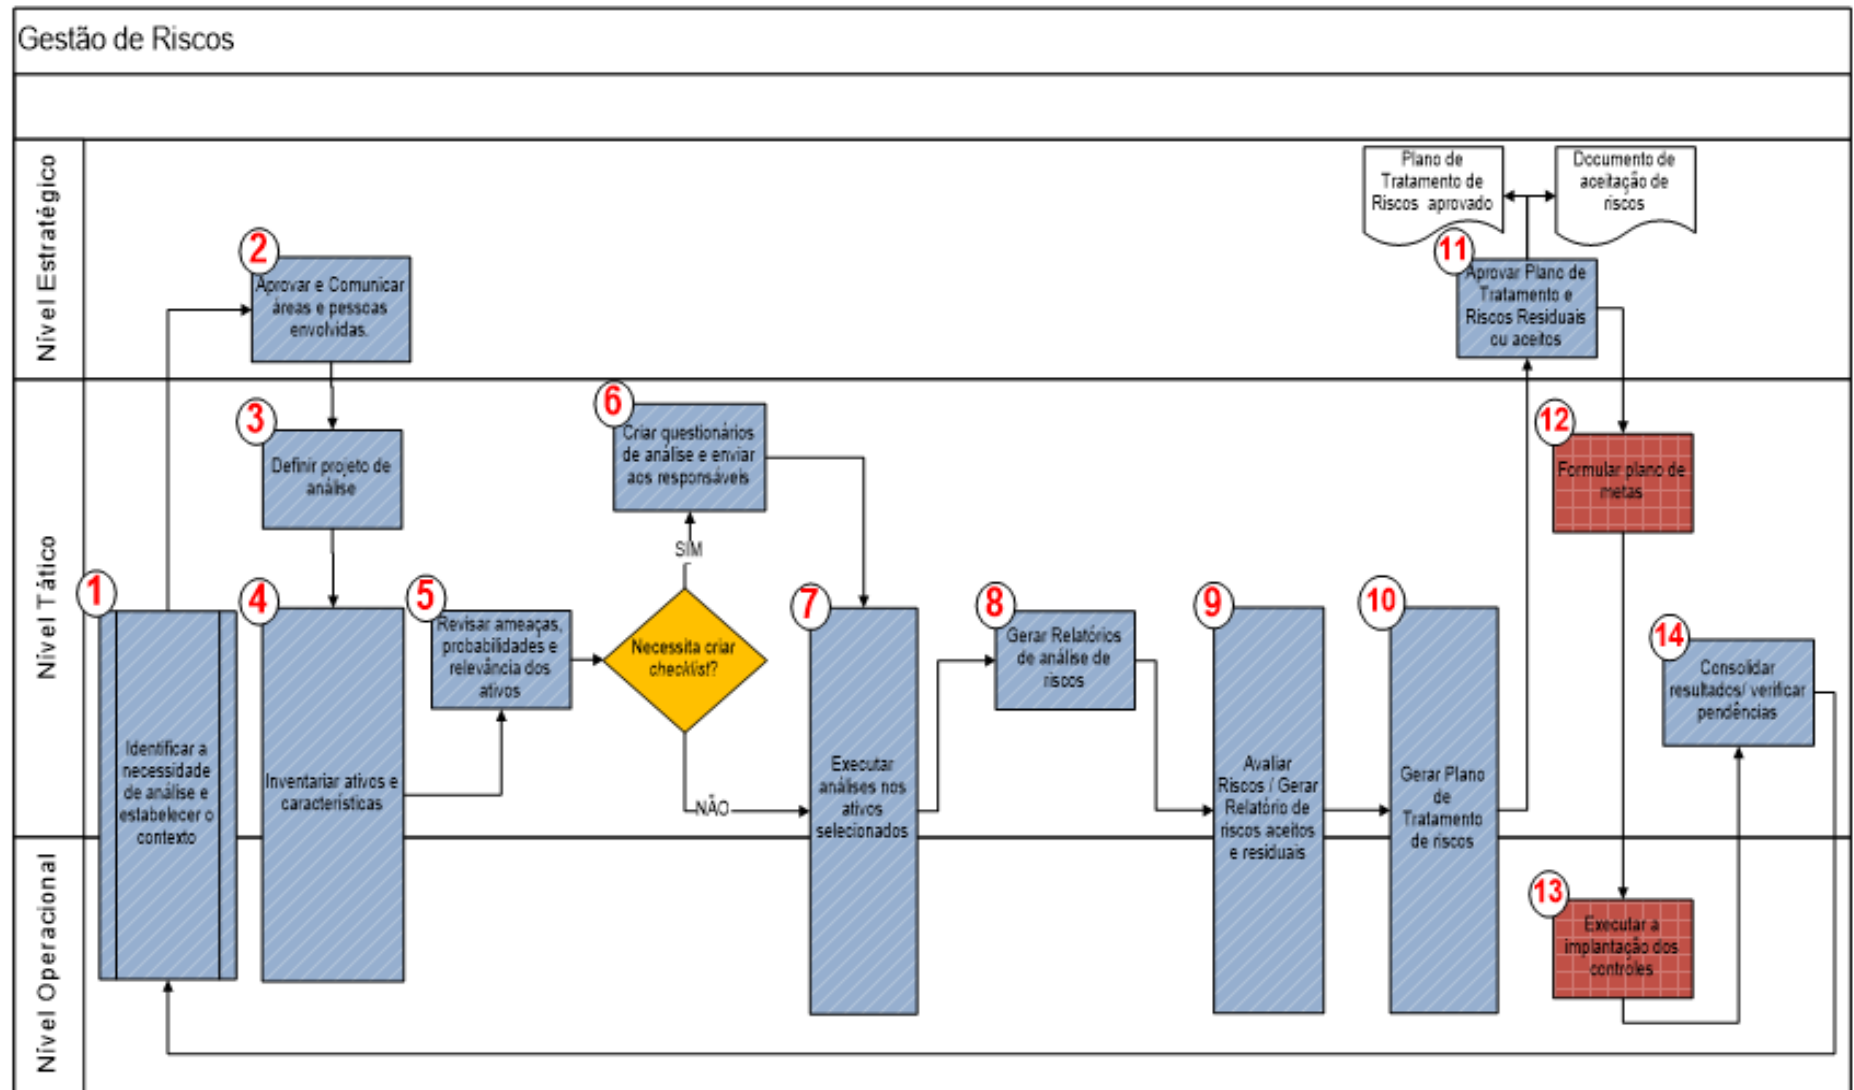 Gestão de Riscos
Nível Estratégico
2
Aprovar e Comunicar
áreas e pessoas
envolvidas.
Plano de
Tratamento de
Riscos aprovado
Documento de
aceitação de
riscos
11
Aprovar Plano de
Tratamento e
Riscos Residuais
ou aceitos
Nível Tático
1
Identificar a
necessidade
de análise e
estabelecer o
contexto
3
Definir projeto de
análise
4
Inventariar ativos e
características
5
Revisar ameaças,
probabilidades e
relevância dos
ativos
Necessita criar
checklist?
SIM
NÃO
6
Criar questionários
de análise e enviar
aos responsáveis
7
Executar
análises nos
ativos
selecionados
8
Gerar Relatórios
de análise de
riscos
9
Avaliar
Riscos / Gerar
Relatório de
riscos aceitos
e residuais
10
Gerar Plano
de
Tratamento
de riscos
12
Formular plano de
metas
14
Consolidar
resultados/ verificar
pendências
Nível Operacional
13
Executar a
implantação dos
controles